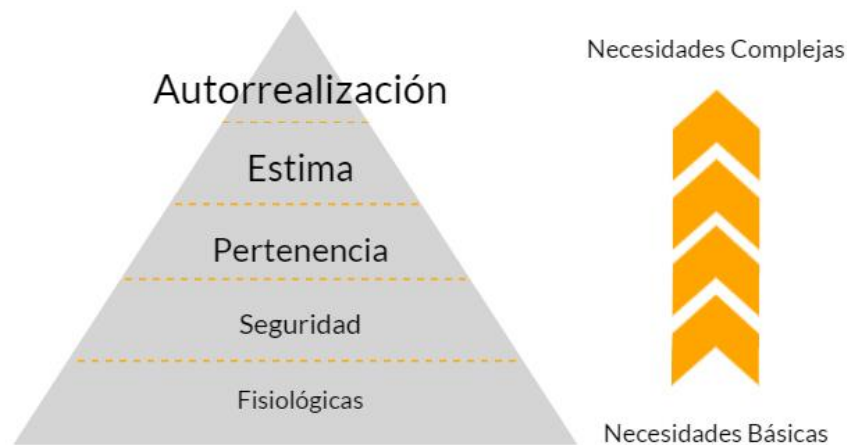 Necesidades Complejas
Autorrealización
Estima
Pertenencia
Seguridad
Fisiológicas
Necesidades Básicas